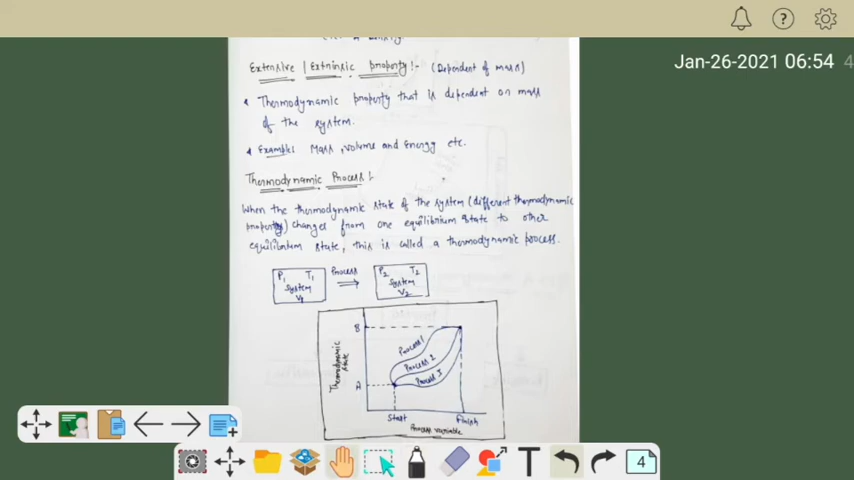 Jan-26-2021 06:54 4
Extensive / Extrinsic property :- (Dependent of mass)
Thermodynamic property that is dependent on mass
of the system.
Example: Mass, volume and Energy etc.
Thermodynamic Process :
When the thermodynamic state of the system (different thermodynamic
property) changes from one equilibrium state to other
equilibrium state, this is called a thermodynamic process.
P1 T1 Process P2 T2
System ⇒ System
V1 V2
B
Process 1
Process 2
Process 3
Thermodynamic
state
A
Start Finish
Process variable
4